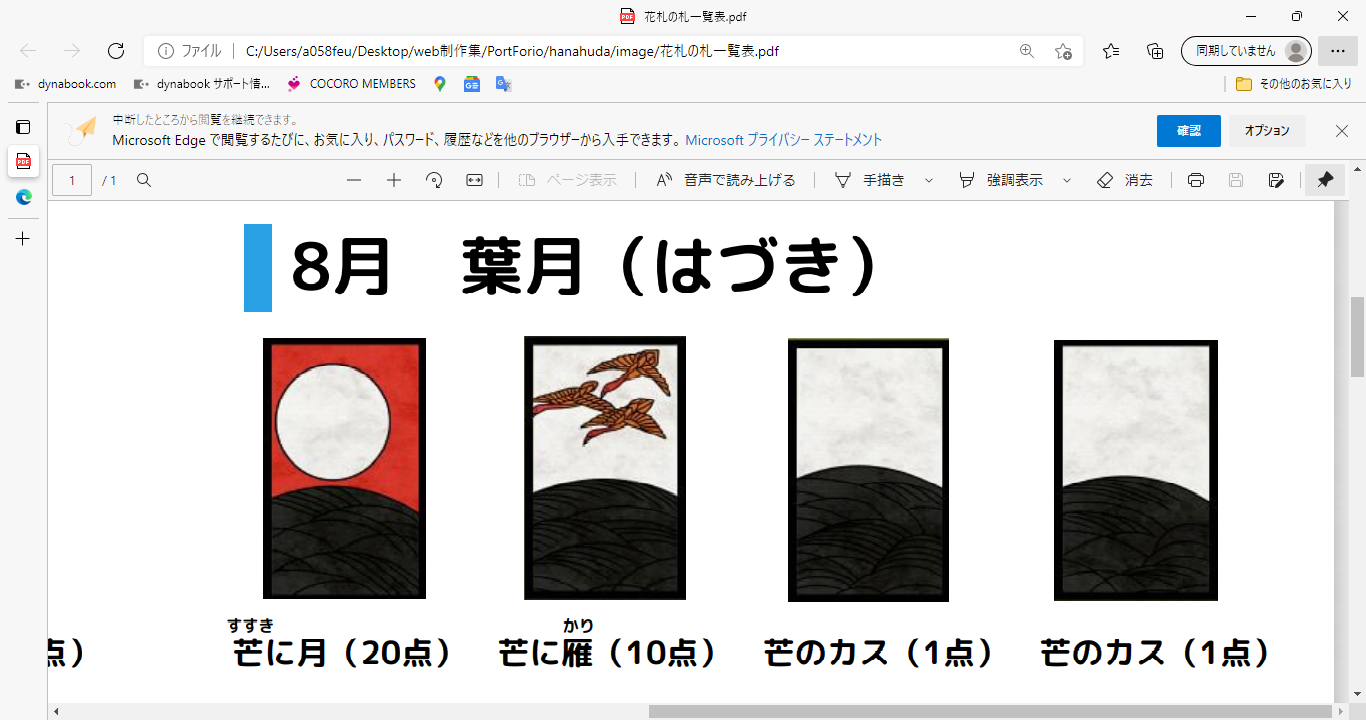 花札の札一覧表.pdf
ファイル C:/Users/a058feu/Desktop/web制作集/PortForio/hanahuda/image/花札の札一覧表.pdf
同期していません
dynabook.com dynabook サポート情... COCORO MEMBERS その他のお気に入り
中断したところから閲覧を継続できます。
Microsoft Edge で閲覧するたびに、お気に入り、パスワード、履歴などを他のブラウザーから入手できます。 Microsoft プライバシー ステートメント
確認 オプション
1 / 1 ページ表示 音声で読み上げる 手描き 強調表示 消去
8月 葉月（はづき）
すすき かり
点） 芒に月（20点） 芒に雁（10点） 芒のカス（1点） 芒のカス（1点）